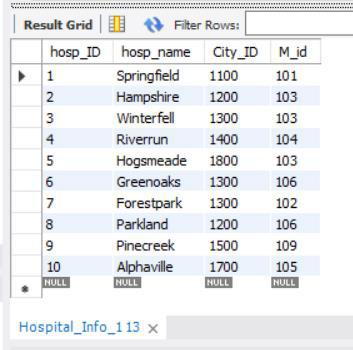 Result Grid Filter Rows:
hosp_ID hosp_name City_ID M_id
1 Springfield 1100 101
2 Hampshire 1200 103
3 Winterfell 1300 103
4 Riverrun 1400 104
5 Hogsmeade 1800 103
6 Greenoaks 1300 106
7 Forestpark 1300 102
8 Parkland 1200 106
9 Pinecreek 1500 109
10 Alphaville 1700 105
NULL NULL NULL NULL
Hospital_Info_1 13 ×